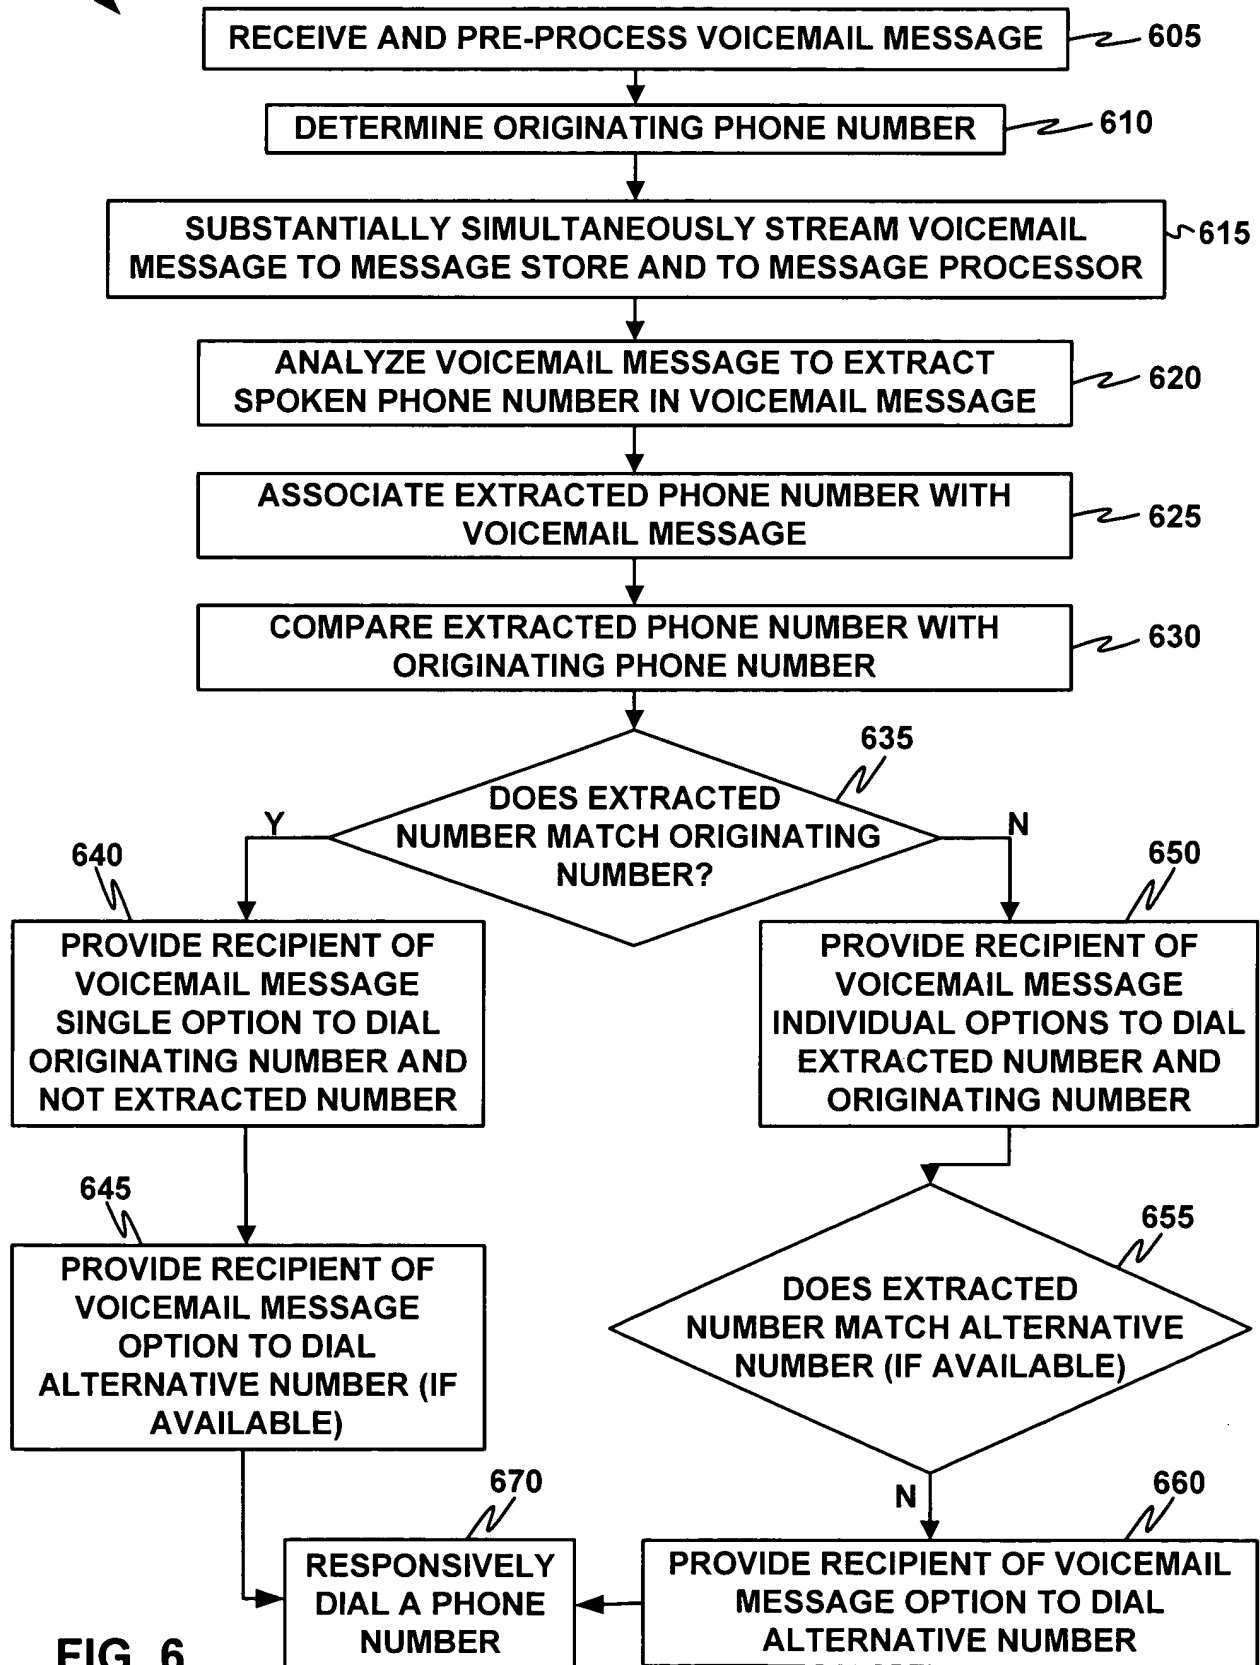 RECEIVE AND PRE-PROCESS VOICEMAIL MESSAGE
605
DETERMINE ORIGINATING PHONE NUMBER
610
SUBSTANTIALLY SIMULTANEOUSLY STREAM VOICEMAIL
MESSAGE TO MESSAGE STORE AND TO MESSAGE PROCESSOR
615
ANALYZE VOICEMAIL MESSAGE TO EXTRACT
SPOKEN PHONE NUMBER IN VOICEMAIL MESSAGE
620
ASSOCIATE EXTRACTED PHONE NUMBER WITH
VOICEMAIL MESSAGE
625
COMPARE EXTRACTED PHONE NUMBER WITH
ORIGINATING PHONE NUMBER
630
635
DOES EXTRACTED
NUMBER MATCH ORIGINATING
NUMBER?
Y
N
640
PROVIDE RECIPIENT OF
VOICEMAIL MESSAGE
SINGLE OPTION TO DIAL
ORIGINATING NUMBER AND
NOT EXTRACTED NUMBER
650
PROVIDE RECIPIENT OF
VOICEMAIL MESSAGE
INDIVIDUAL OPTIONS TO DIAL
EXTRACTED NUMBER AND
ORIGINATING NUMBER
645
PROVIDE RECIPIENT OF
VOICEMAIL MESSAGE
OPTION TO DIAL
ALTERNATIVE NUMBER (IF
AVAILABLE)
655
DOES EXTRACTED
NUMBER MATCH ALTERNATIVE
NUMBER (IF AVAILABLE)
N
670
RESPONSIVELY
DIAL A PHONE
NUMBER
660
PROVIDE RECIPIENT OF VOICEMAIL
MESSAGE OPTION TO DIAL
ALTERNATIVE NUMBER
FIG. 6